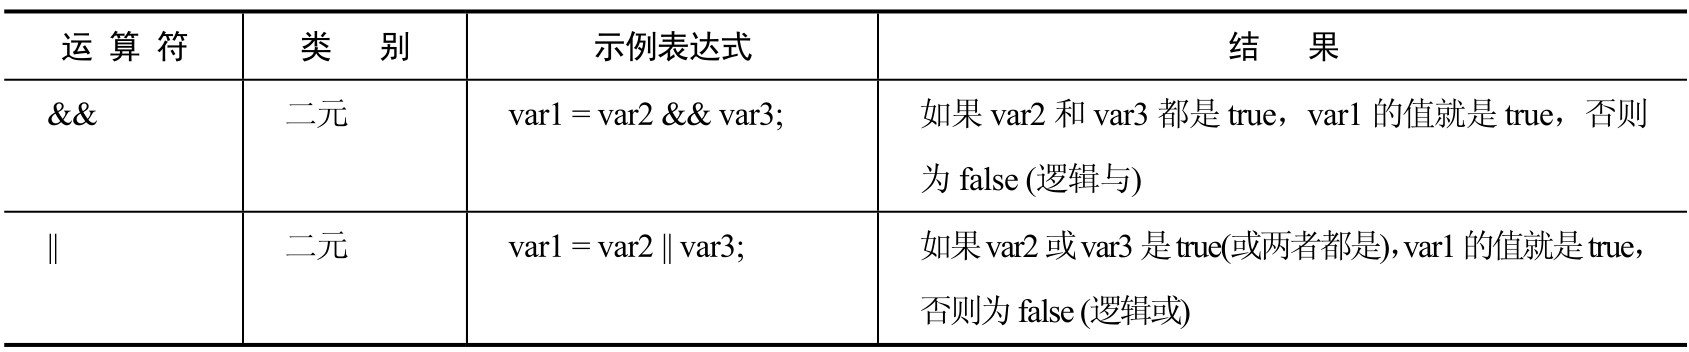 运 算 符 类 别 示例表达式 结 果
&& 二元 var1 = var2 && var3; 如果 var2 和 var3 都是 true，var1 的值就是 true，否则
为 false (逻辑与)
|| 二元 var1 = var2 || var3; 如果 var2 或 var3 是 true(或两者都是)，var1 的值就是 true，
否则为 false (逻辑或)